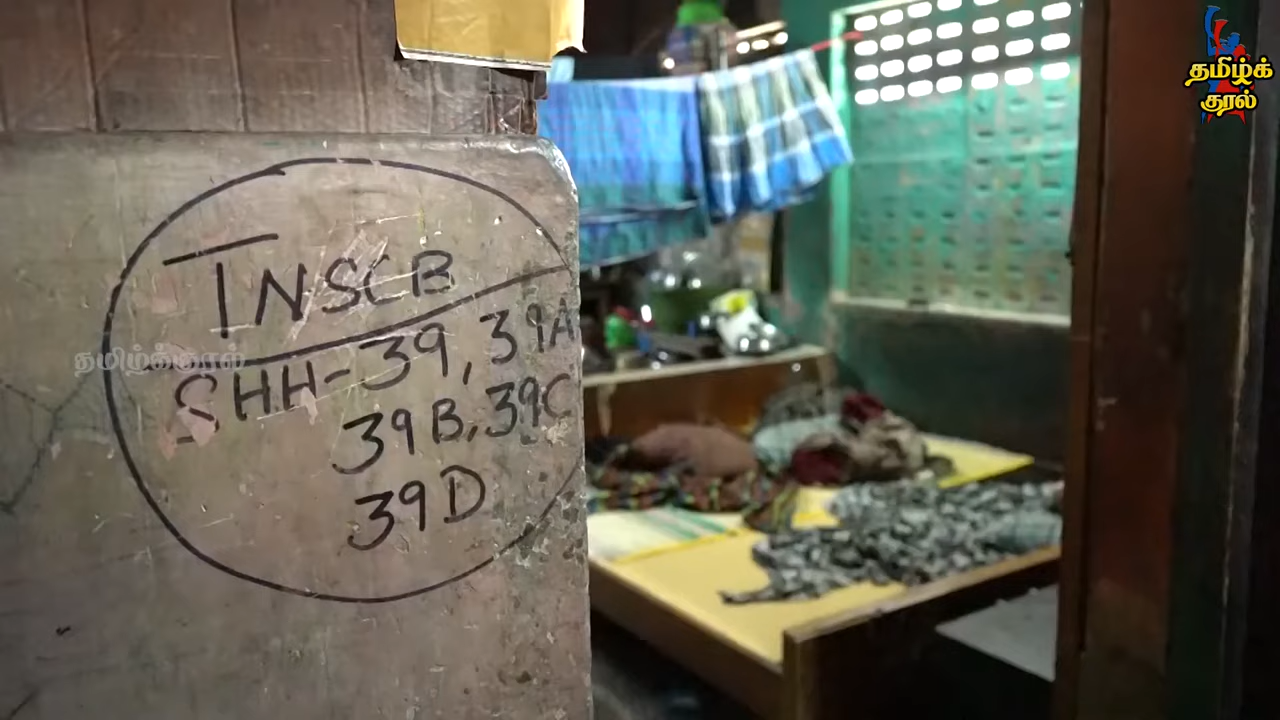 தமிழ்க்
குரல்
TNSCB
SHH-39, 39A
39B, 39C
39D
தமிழ்க்குரல்